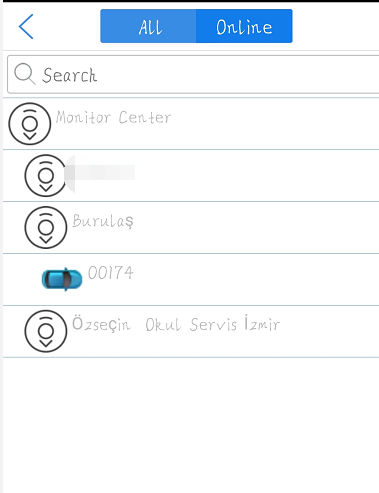 All Online
Search
Monitor Center
Burulaş
00174
Özseçin Okul Servis İzmir